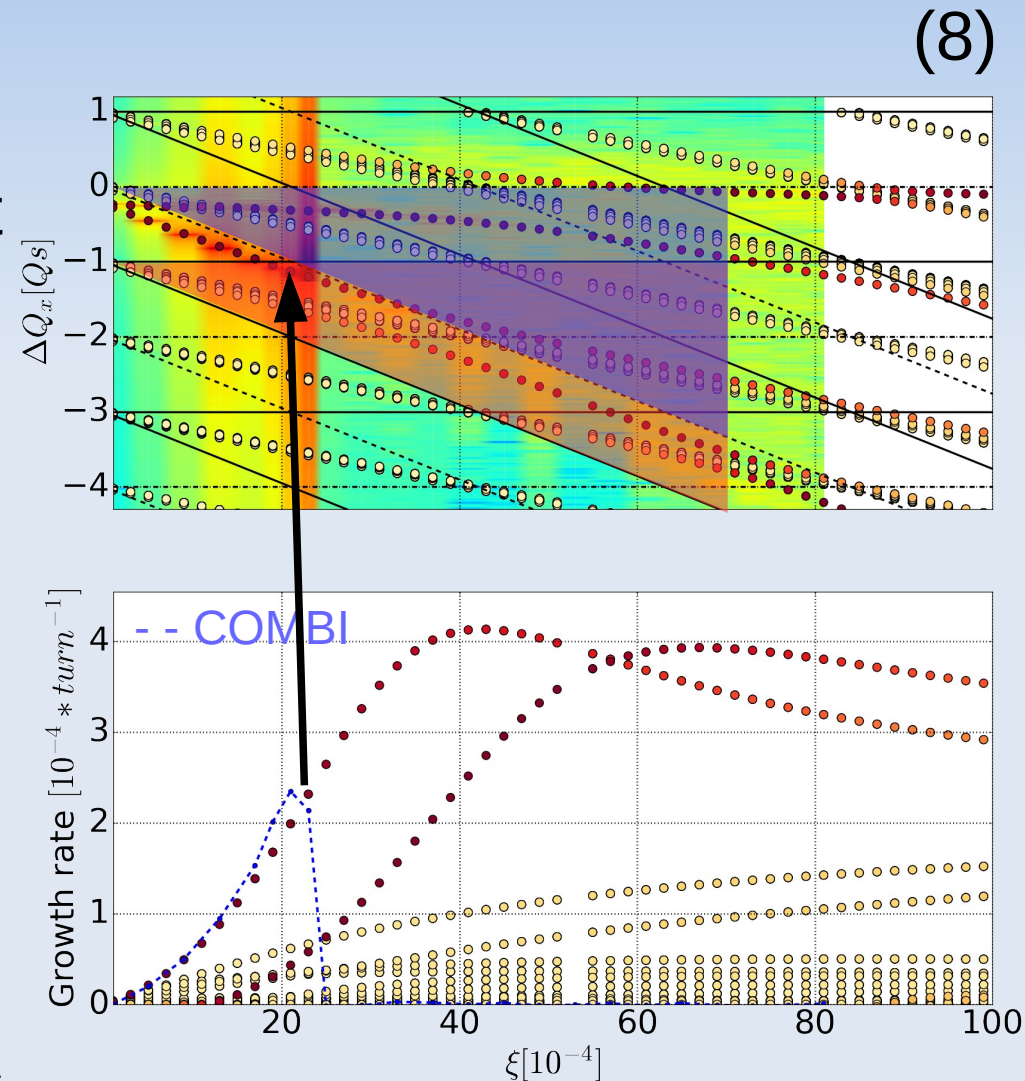 (8)
1
0
−1
−2
−3
−4
ΔQₓ[Qs]
- - COMBI
4
3
2
1
0
Growth rate [10⁻⁴ ∗ turn⁻¹]
20 40 60 80 100
ξ[10⁻⁴]